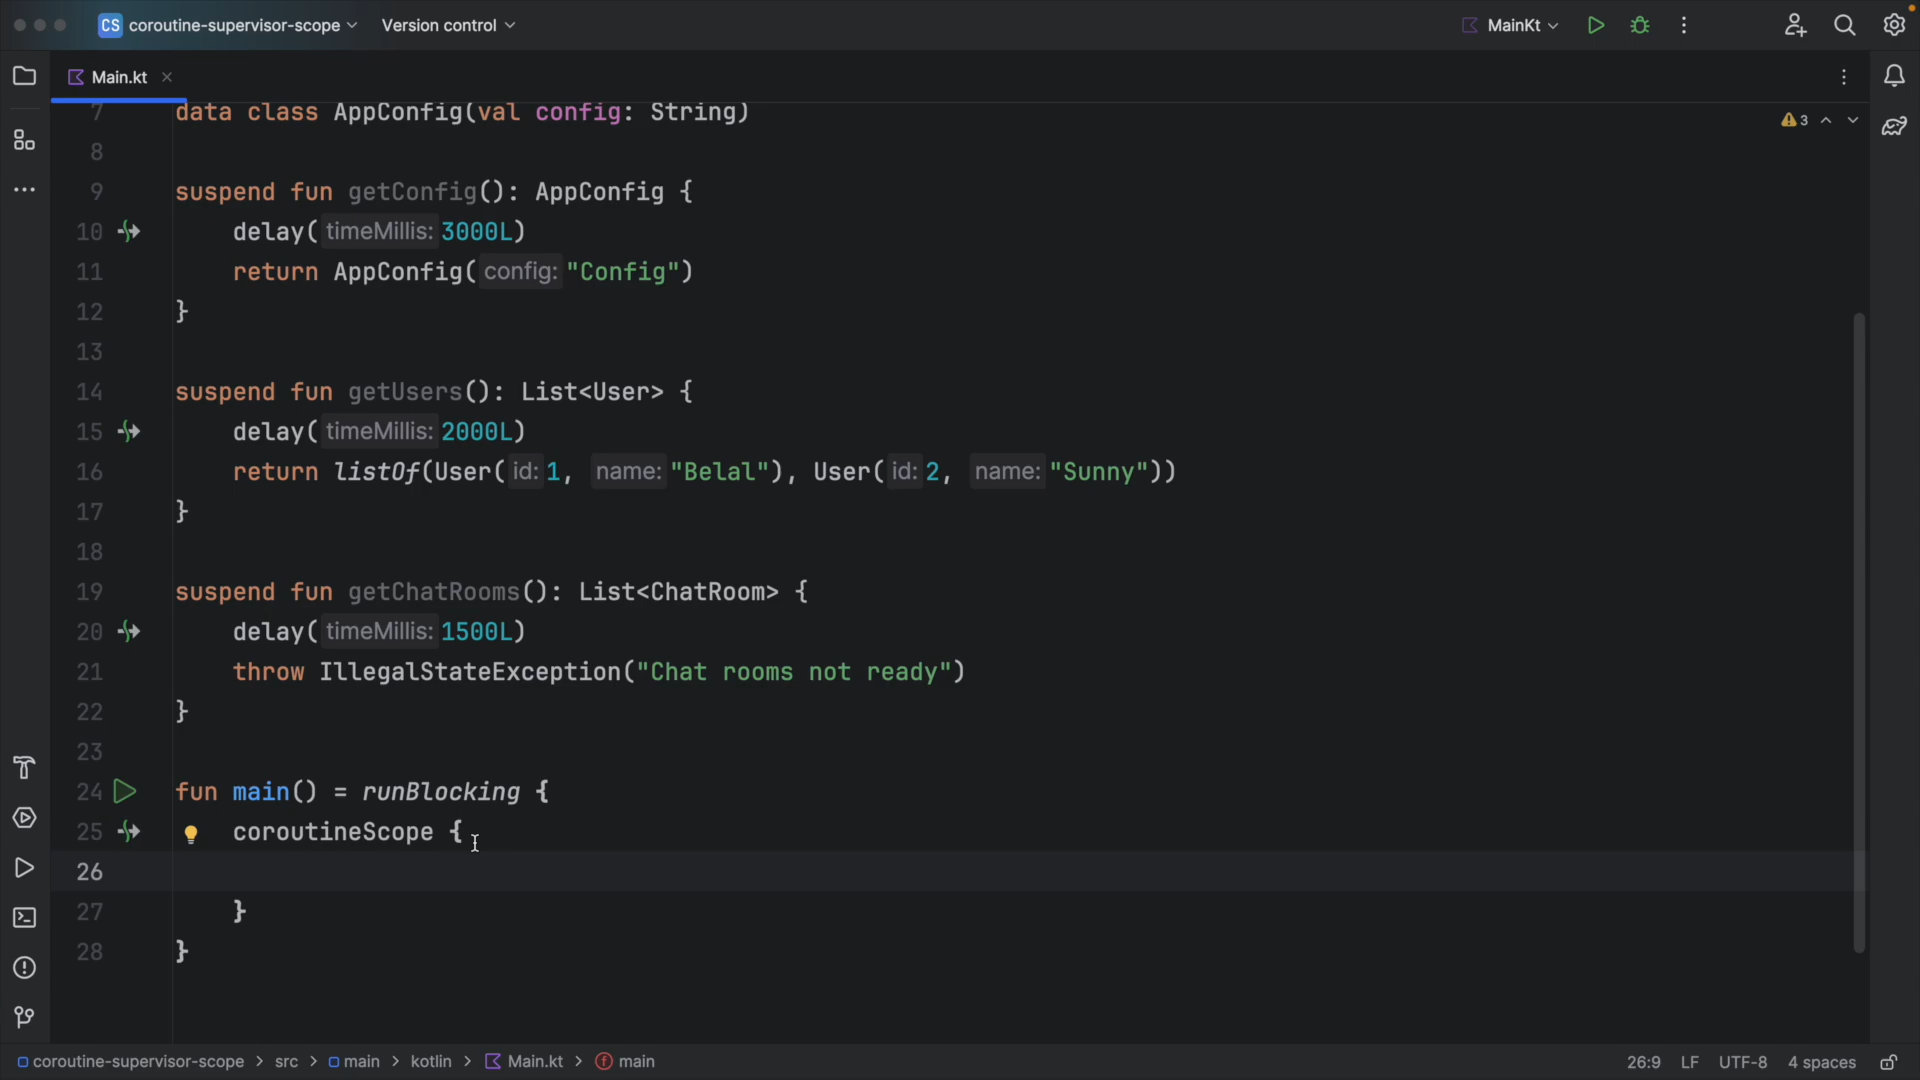 CS coroutine-supervisor-scope Version control MainKt
Main.kt
7 data class AppConfig(val config: String)
3
8
9 suspend fun getConfig(): AppConfig {
10 delay( timeMillis: 3000L)
11 return AppConfig( config: "Config")
12 }
13
14 suspend fun getUsers(): List<User> {
15 delay( timeMillis: 2000L)
16 return listOf(User( id: 1, name: "Belal"), User( id: 2, name: "Sunny"))
17 }
18
19 suspend fun getChatRooms(): List<ChatRoom> {
20 delay( timeMillis: 1500L)
21 throw IllegalStateException("Chat rooms not ready")
22 }
23
24 fun main() = runBlocking {
25 coroutineScope {
26
27 }
28 }
coroutine-supervisor-scope > src > main > kotlin > Main.kt > main 26:9 LF UTF-8 4 spaces